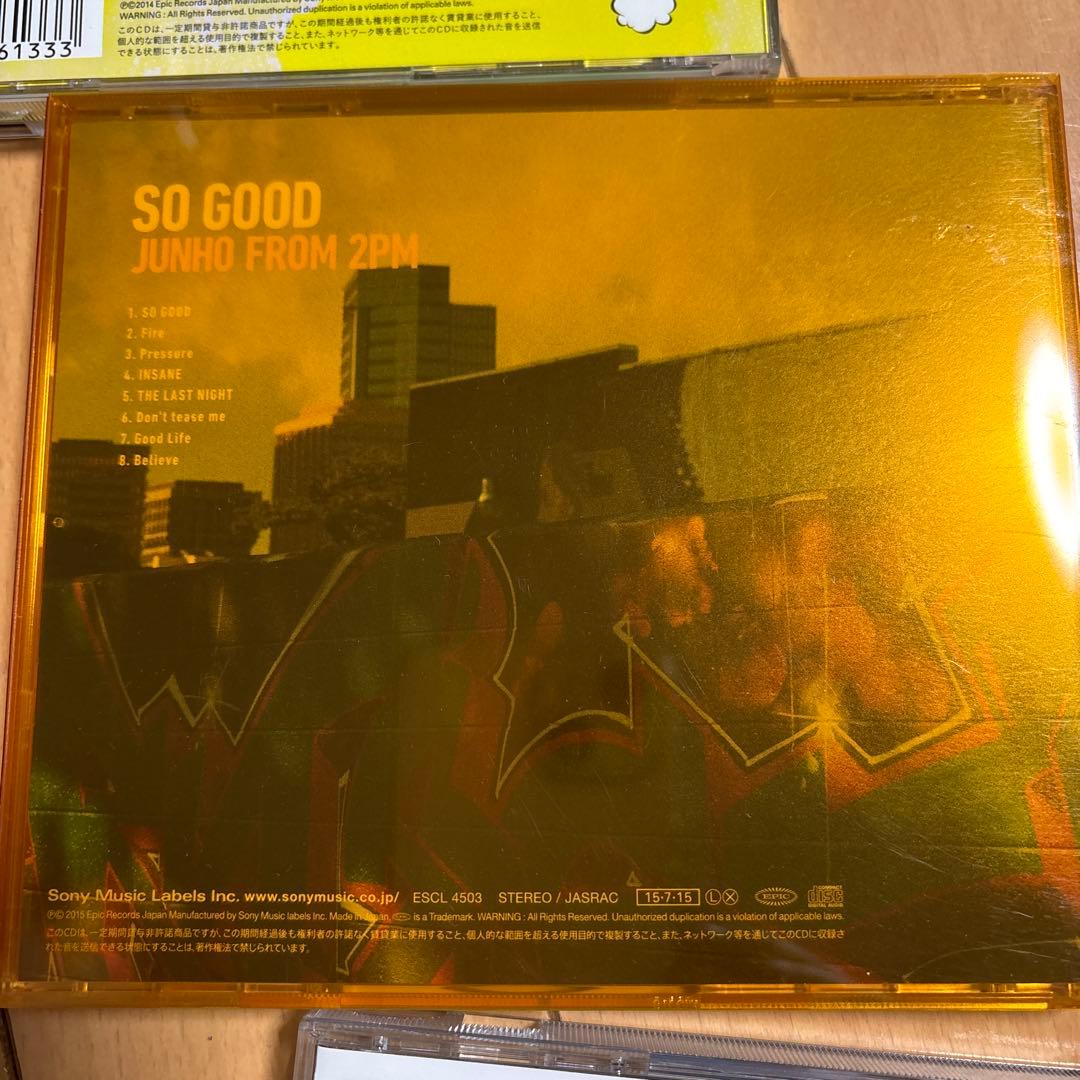 ℗©2014 Epic Records Japan Manufactured by Sony
WARNING : All Rights Reserved. Unauthorized duplication is a violation of applicable laws.
このCDは、一定期間貸与非許諾商品ですが、この期間経過後も権利者の許諾なく賃貸業に使用すること、
個人的な範囲を超える使用目的で複製すること、また、ネットワーク等を通じてこのCDに収録された音を送信
できる状態にすることは、著作権法で禁じられています。
61333
SO GOOD
JUNHO FROM 2PM
1. SO GOOD
2. Fire
3. Pressure
4. INSANE
5. THE LAST NIGHT
6. Don't tease me
7. Good Life
8. Believe
Sony Music Labels Inc. www.sonymusic.co.jp/ ESCL 4503 STEREO / JASRAC 15・7・15 L X EPIC COMPACT disc DIGITAL AUDIO
℗© 2015 Epic Records Japan Manufactured by Sony Music labels Inc. Made in Japan. EPIC is a Trademark. WARNING : All Rights Reserved. Unauthorized duplication is a violation of applicable laws.
このCDは、一定期間貸与非許諾商品ですが、この期間経過後も権利者の許諾なく賃貸業に使用すること、個人的な範囲を超える使用目的で複製すること、また、ネットワーク等を通じてこのCDに収録さ
れた音を送信できる状態にすることは、著作権法で禁じられています。